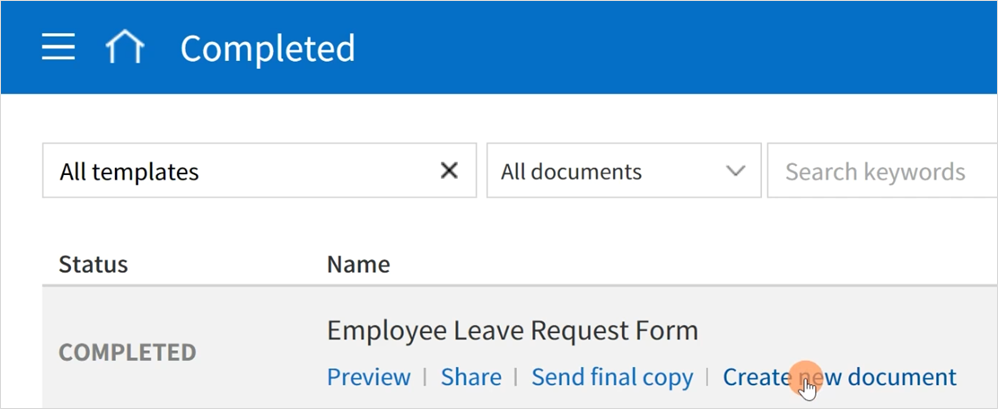 Completed
All templates
All documents
Search keywords
Status Name
COMPLETED
Employee Leave Request Form
Preview | Share | Send final copy | Create new document